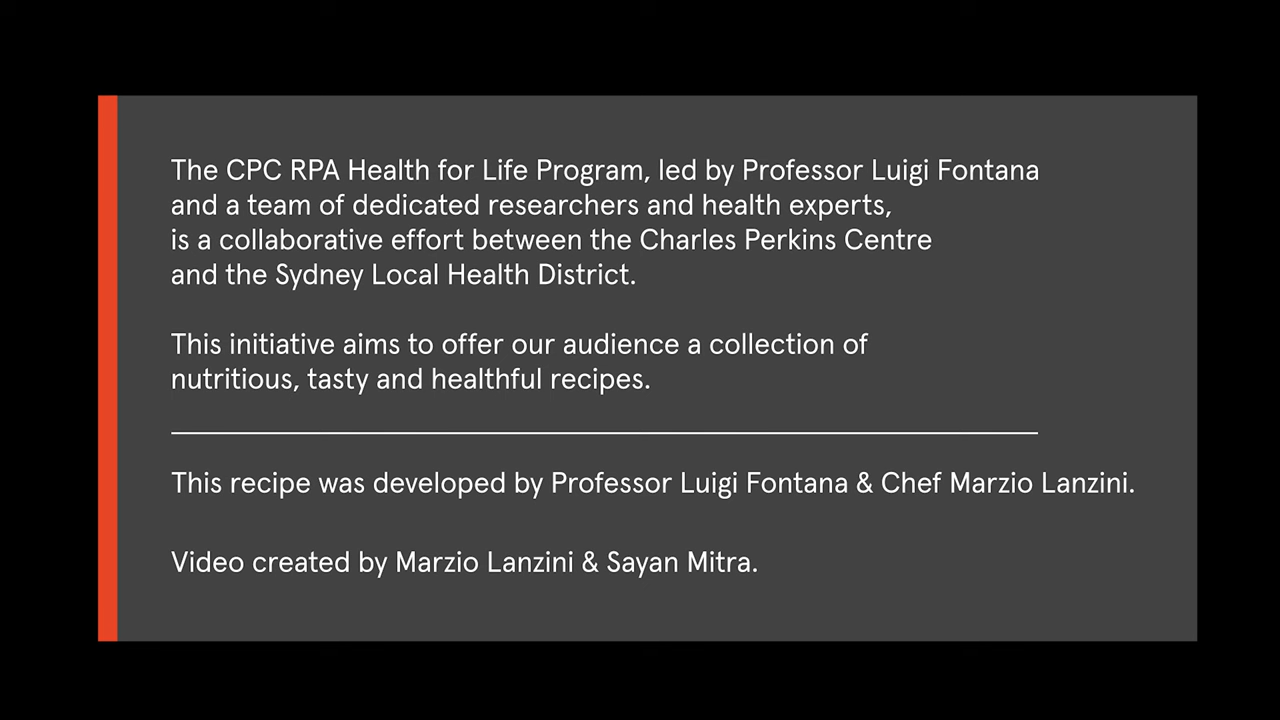 The CPC RPA Health for Life Program, led by Professor Luigi Fontana
and a team of dedicated researchers and health experts,
is a collaborative effort between the Charles Perkins Centre
and the Sydney Local Health District.
This initiative aims to offer our audience a collection of
nutritious, tasty and healthful recipes.
This recipe was developed by Professor Luigi Fontana & Chef Marzio Lanzini.
Video created by Marzio Lanzini & Sayan Mitra.